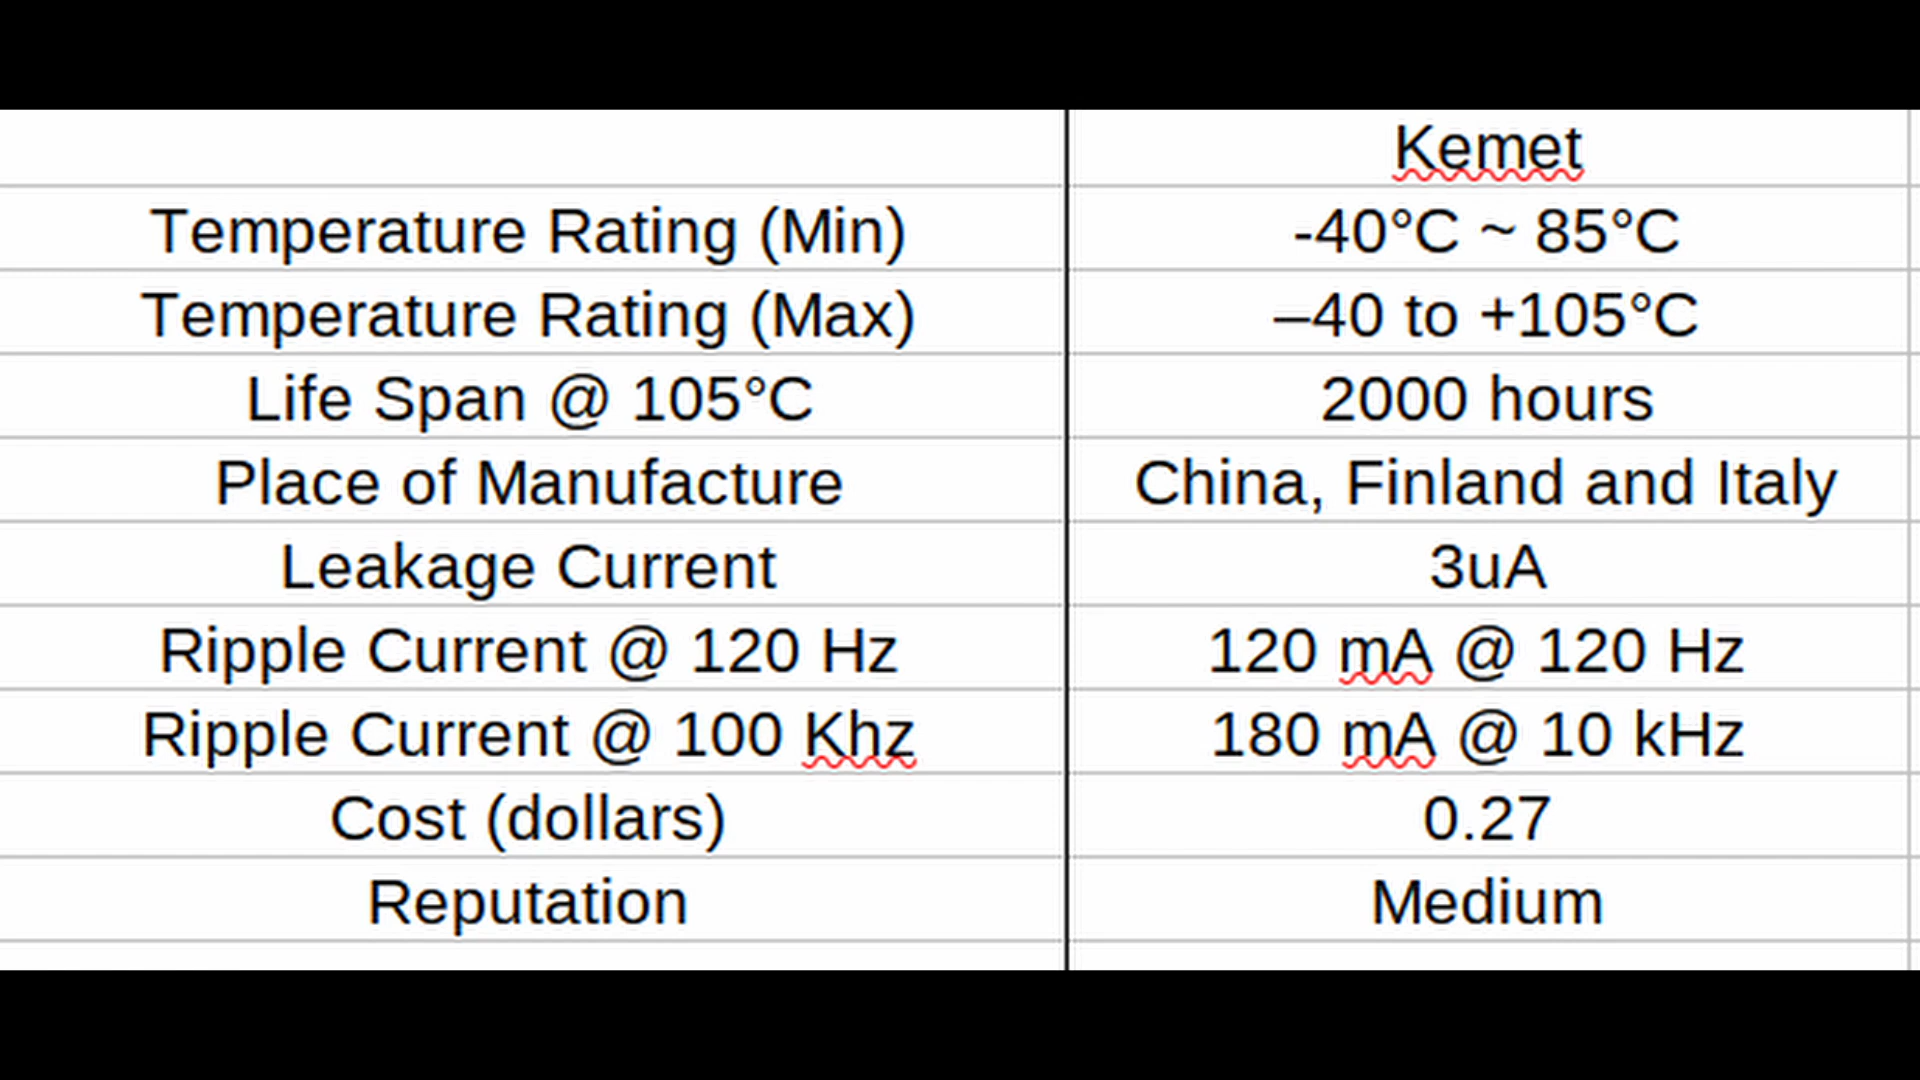 Kemet
Temperature Rating (Min) -40°C ~ 85°C
Temperature Rating (Max) –40 to +105°C
Life Span @ 105°C 2000 hours
Place of Manufacture China, Finland and Italy
Leakage Current 3uA
Ripple Current @ 120 Hz 120 mA @ 120 Hz
Ripple Current @ 100 Khz 180 mA @ 10 kHz
Cost (dollars) 0.27
Reputation Medium